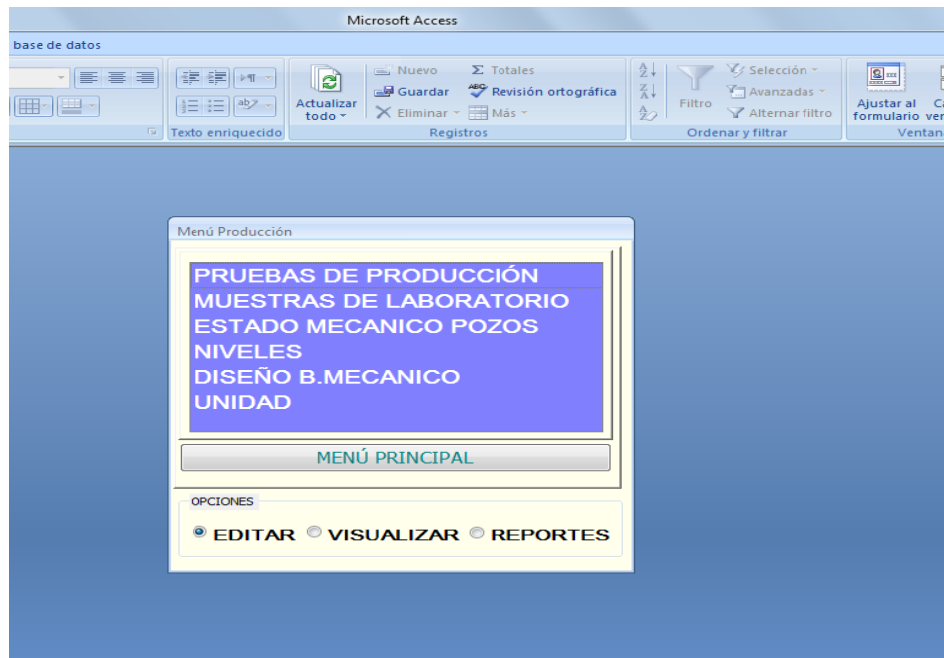 Microsoft Access
base de datos
Nuevo Σ Totales Selección
Guardar ABC Revisión ortográfica Avanzadas
Actualizar todo Eliminar Más Filtro Alternar filtro Ajustar al formulario
Texto enriquecido Registros Ordenar y filtrar
Menú Producción
PRUEBAS DE PRODUCCIÓN
MUESTRAS DE LABORATORIO
ESTADO MECANICO POZOS
NIVELES
DISEÑO B.MECANICO
UNIDAD
MENÚ PRINCIPAL
OPCIONES
EDITAR VISUALIZAR REPORTES